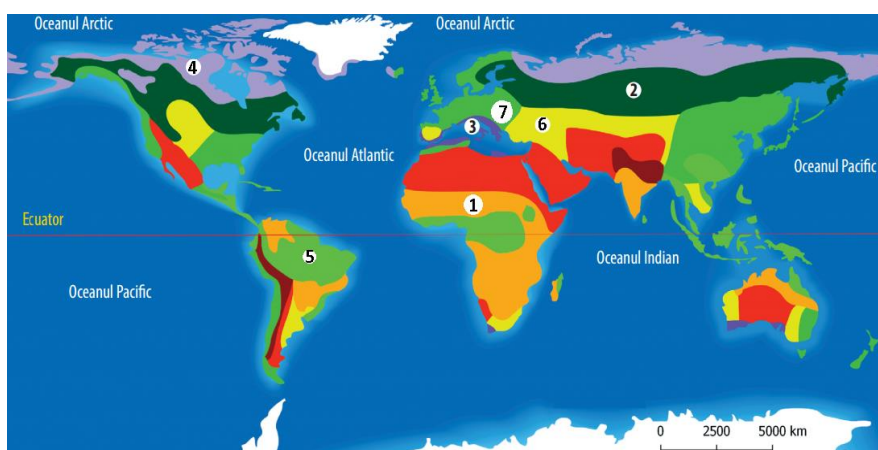 Oceanul Arctic
Oceanul Arctic
4
2
7
3
6
Oceanul Atlantic
Oceanul Pacific
1
Ecuator
5
Oceanul Indian
Oceanul Pacific
0 2500 5000 km